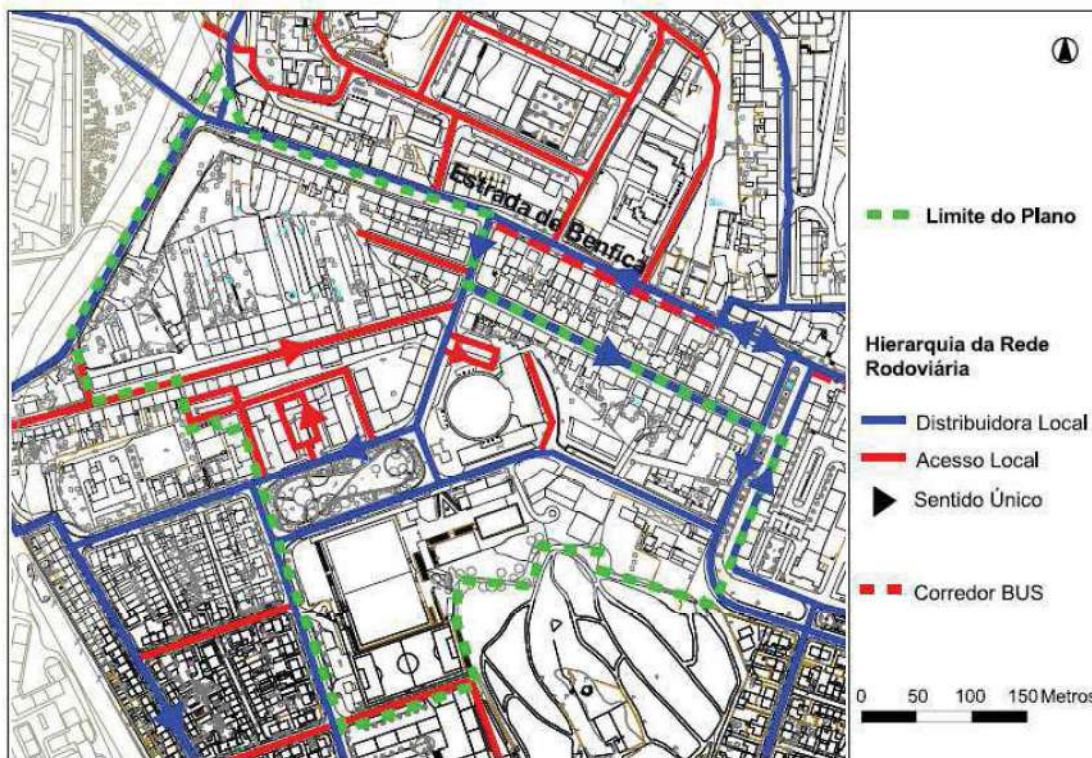 Estrada de Benfica
Limite do Plano
Hierarquia da Rede
Rodoviária
Distribuidora Local
Acesso Local
Sentido Único
Corredor BUS
0 50 100 150 Metros